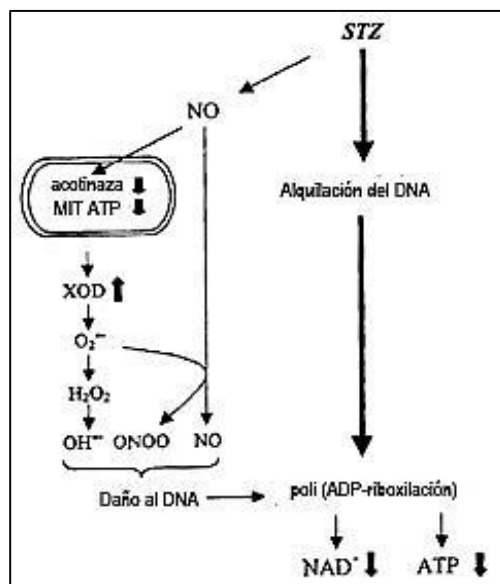 STZ
NO
acotinaza
MIT ATP
Alquilación del DNA
XOD
O₂•⁻
H₂O₂
OH•• ONOO NO
Daño al DNA
poli (ADP-riboxilación)
NAD⁺ ATP